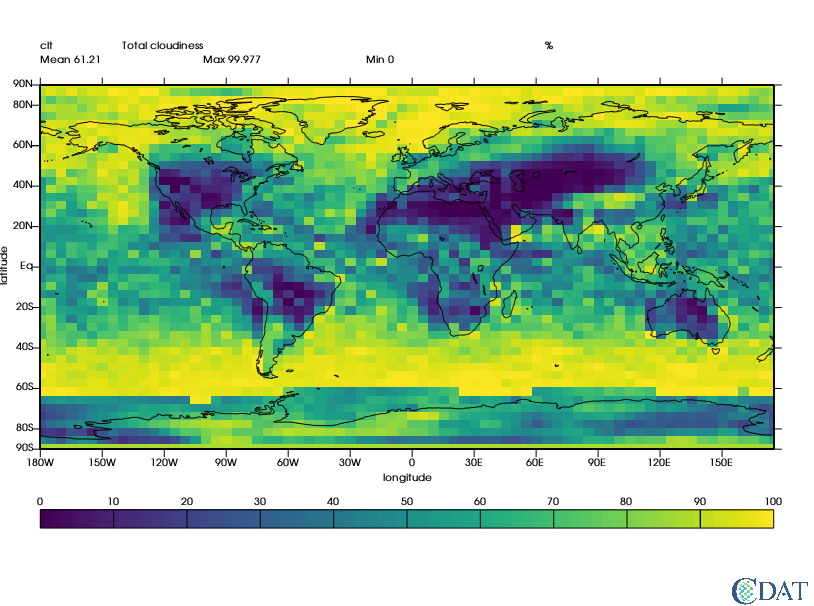 clt Total cloudiness %
Mean 61.21 Max 99.977 Min 0
90N
80N
60N
40N
20N
Eq
20S
40S
60S
80S
90S
latitude
180W 150W 120W 90W 60W 30W 0 30E 60E 90E 120E 150E
longitude
0 10 20 30 40 50 60 70 80 90 100
CDAT